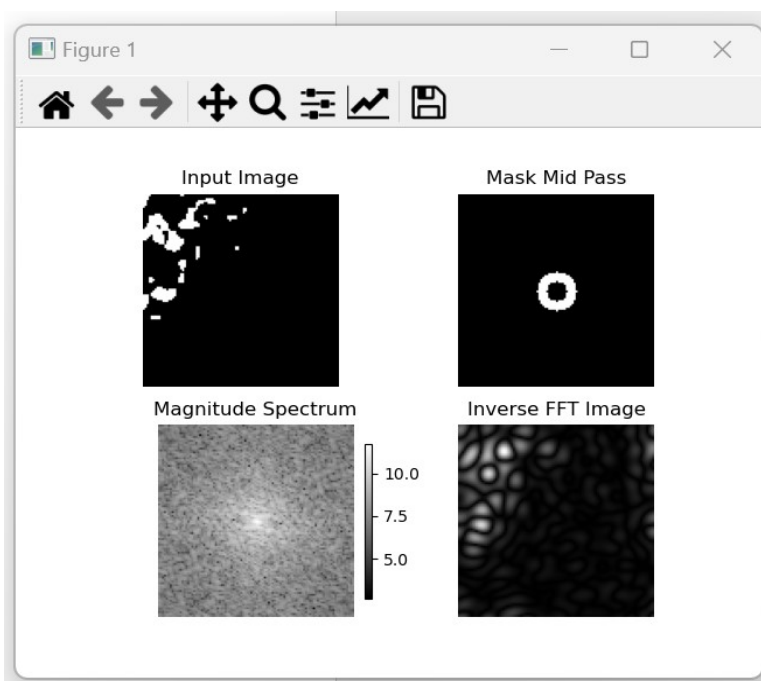 Figure 1
Input Image
Mask Mid Pass
Magnitude Spectrum
Inverse FFT Image
10.0
7.5
5.0